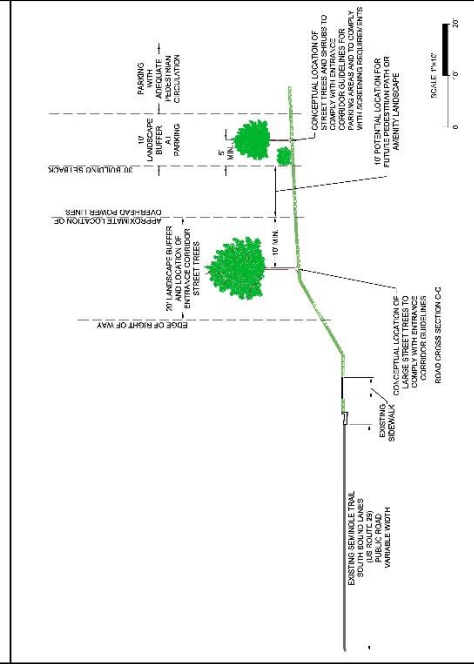 PARKING
WITH
ADEQUATE
PEDESTRIAN
CIRCULATION
10'
LANDSCAPE
BUFFER
AT
PARKING
5'
MIN.
30' BUILDING SETBACK
APPROXIMATE LOCATION OF
OVERHEAD POWER LINES
20' LANDSCAPE BUFFER
AND LOCATION OF
ENTRANCE CORRIDOR
STREET TREES
10' MIN.
EDGE OF RIGHT OF WAY
CONCEPTUAL LOCATION OF
STREET TREES AND SHRUBS TO
COMPLY WITH ENTRANCE
CORRIDOR GUIDELINES FOR
PARKING AREAS AND TO COMPLY
WITH SCREENING REQUIREMENTS
10' POTENTIAL LOCATION FOR
FUTURE PEDESTRIAN PATH OR
AMENITY LANDSCAPE
CONCEPTUAL LOCATION OF
LARGE STREET TREES TO
COMPLY WITH ENTRANCE
CORRIDOR GUIDELINES
EXISTING
SIDEWALK
EXISTING SEMINOLE TRAIL
SOUTH BOUND LANES
(US ROUTE 29)
PUBLIC ROAD
VARIABLE WIDTH
ROAD CROSS SECTION C-C
0
10'
20'
SCALE 1"=10'